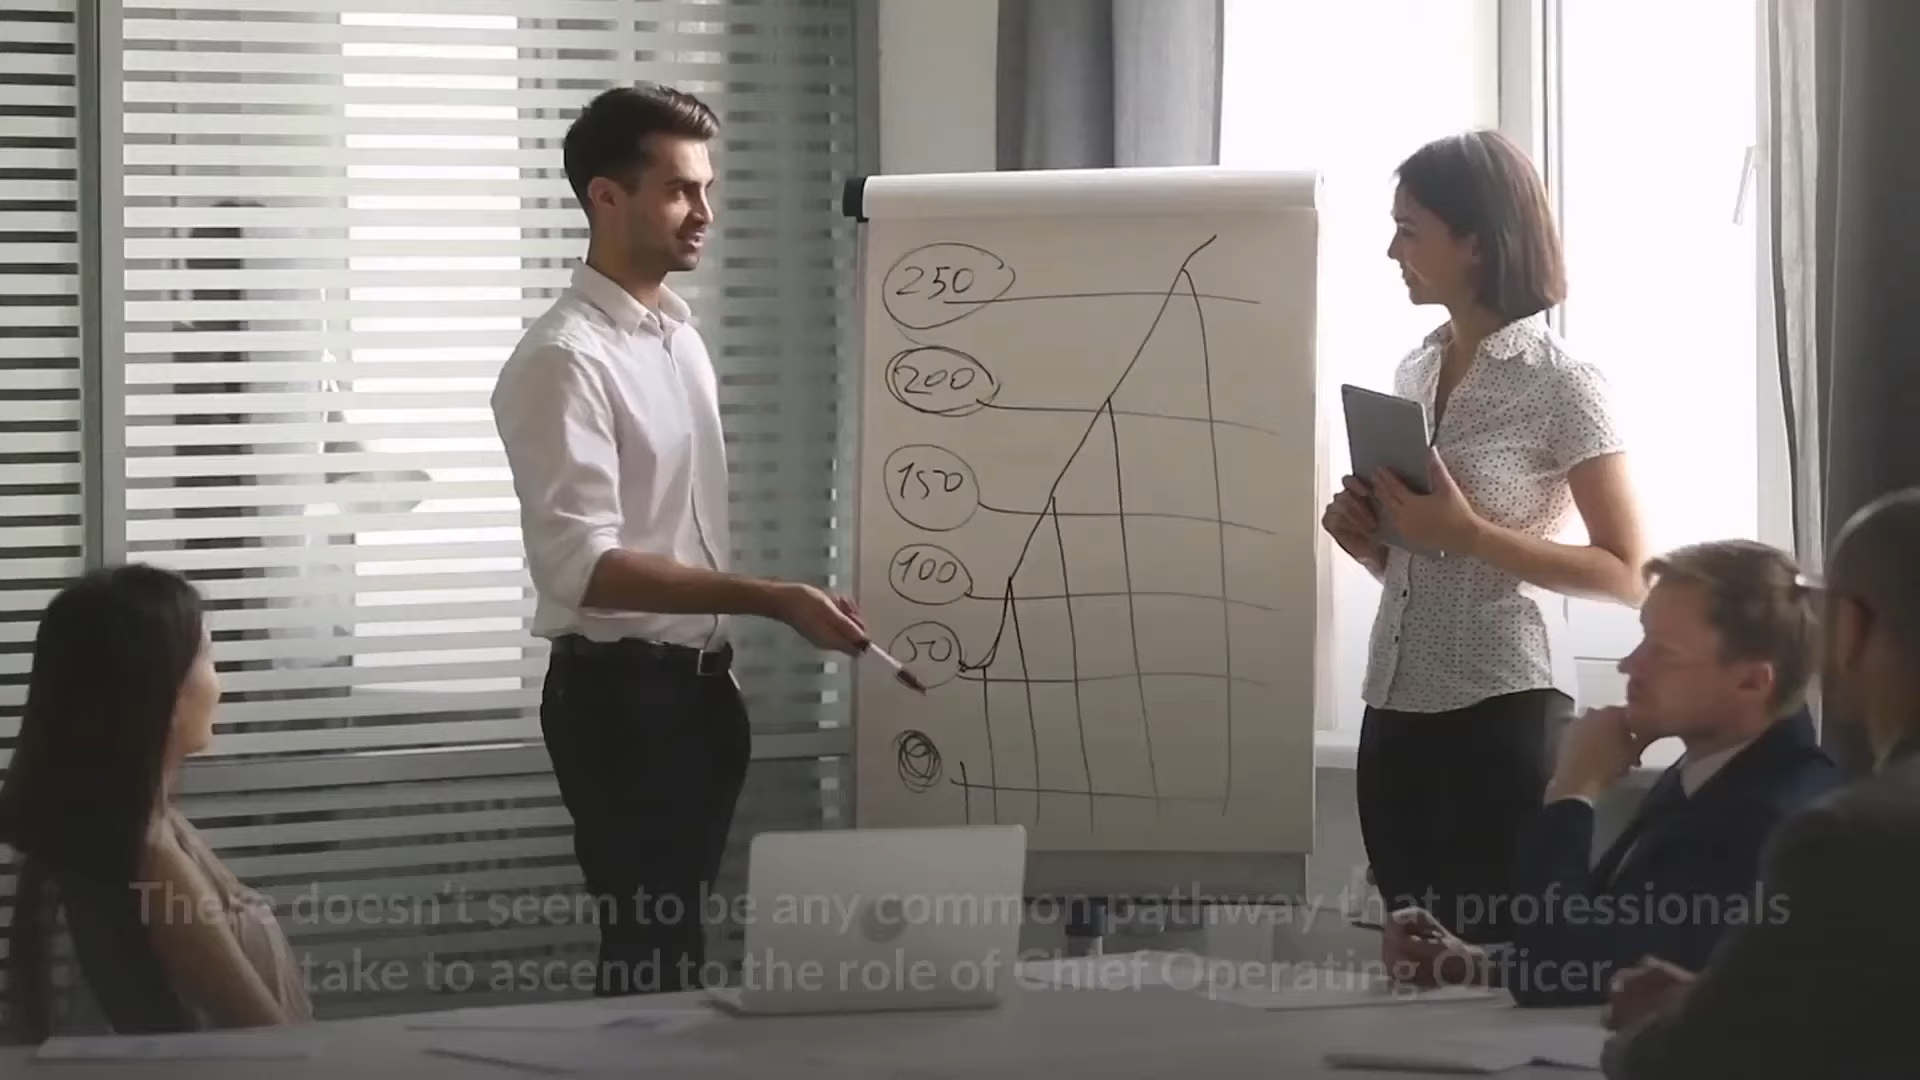 250
200
150
100
50
There doesn't seem to be any common pathway that professionals
take to ascend to the role of Chief Operating Officer.